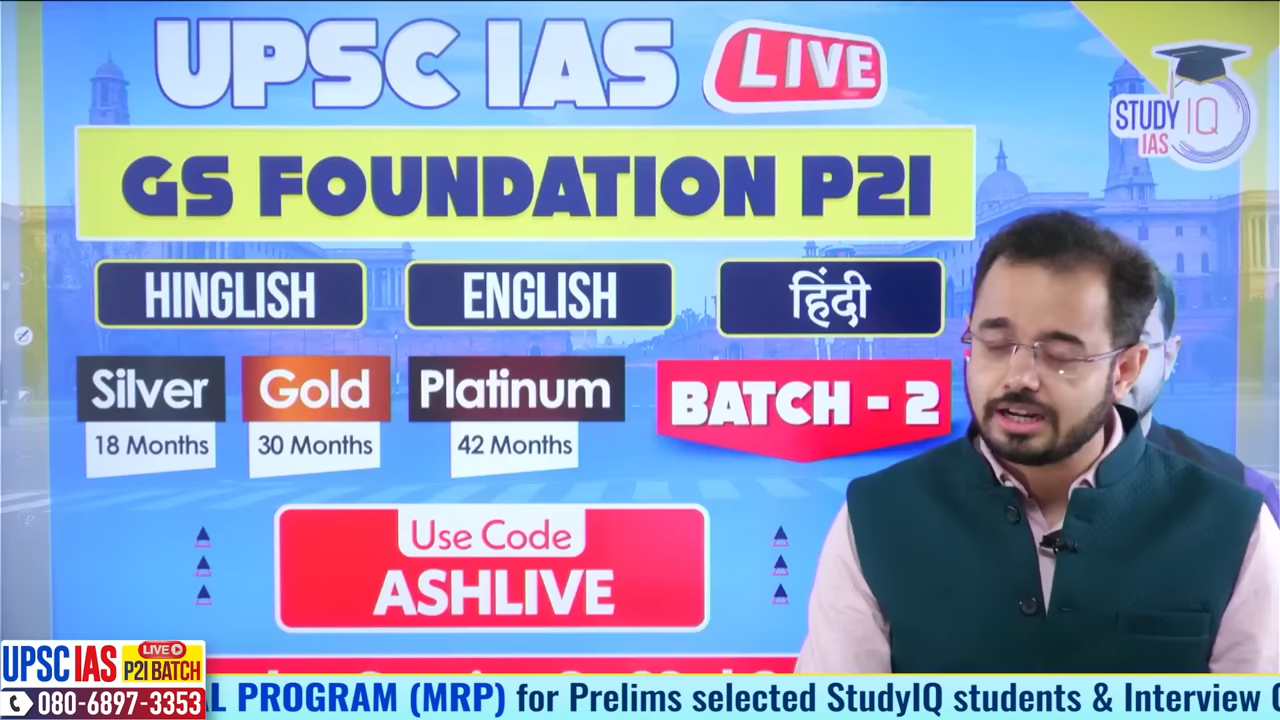 UPSC IAS LIVE
STUDY IQ
IAS
GS FOUNDATION P2I
HINGLISH ENGLISH हिंदी
Silver Gold Platinum BATCH - 2
18 Months 30 Months 42 Months
Use Code
ASHLIVE
UPSC IAS LIVE P2I BATCH
080-6897-3353
PROGRAM (MRP) for Prelims selected StudyIQ students & Interview